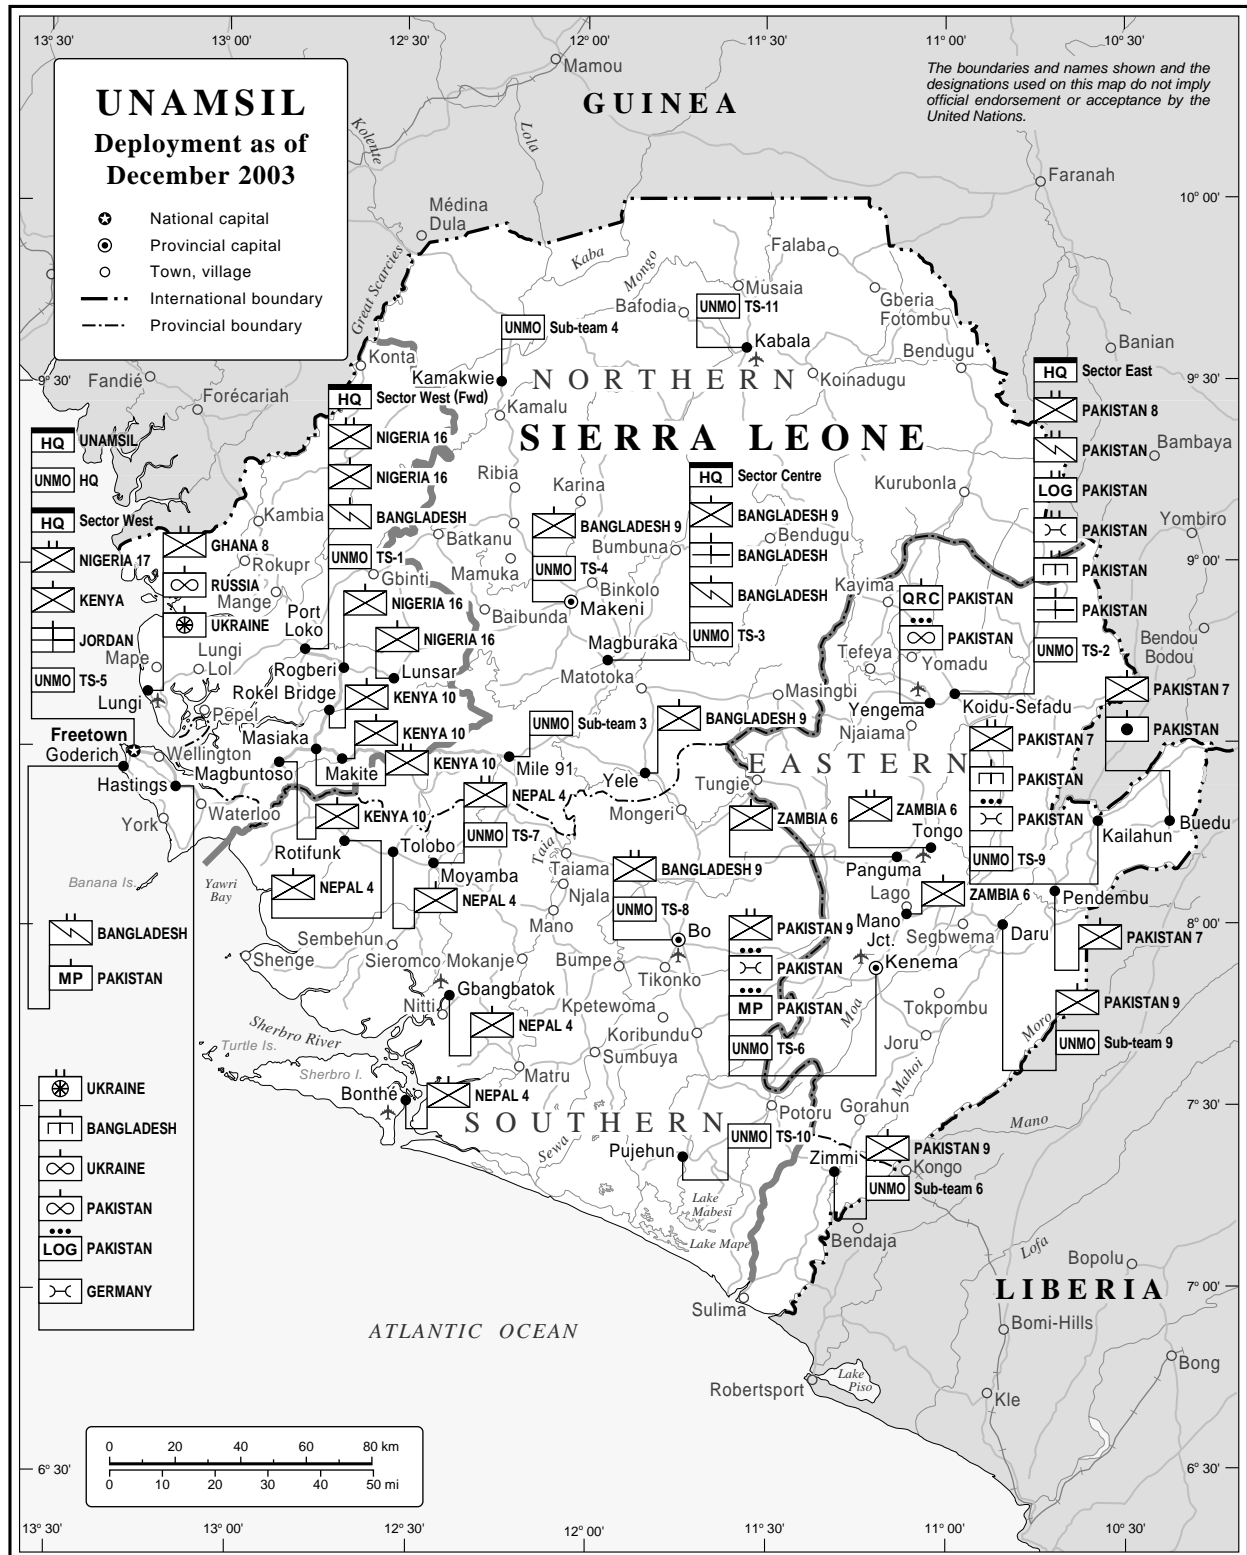 13° 30'
13° 00'
12° 30'
12° 00'
11° 30'
11° 00'
10° 30'
UNAMSIL
Deployment as of
December 2003
National capital
Provincial capital
Town, village
International boundary
Provincial boundary
The boundaries and names shown and the
designations used on this map do not imply
official endorsement or acceptance by the
United Nations.
Mamou
GUINEA
Kolente
Lola
Faranah
10° 00'
Médina
Dula
Falaba
Kaba
Mongo
Great Scarcies
Musaia
Bafodia
UNMO TS-11
Gberia
Fotombu
UNMO Sub-team 4
Kabala
Banian
Konta
Bendugu
Fandié
9° 30'
Kamakwie
NORTHERN
Koinadugu
HQ Sector East
9° 30'
Forécariah
HQ Sector West (Fwd)
Kamalu
PAKISTAN 8
HQ UNAMSIL
NIGERIA 16
SIERRA LEONE
PAKISTAN
Bambaya
UNMO HQ
NIGERIA 16
Ribia
Karina
HQ Sector Centre
Kurubonla
LOG PAKISTAN
HQ Sector West
Kambia
BANGLADESH
BANGLADESH 9
BANGLADESH 9
PAKISTAN
Yombiro
GHANA 8
Batkanu
Bumbuna
Bendugu
NIGERIA 17
Rokupr
UNMO TS-1
Mamuka
UNMO TS-4
BANGLADESH
PAKISTAN
9° 00'
RUSSIA
Mange
Gbinti
Binkolo
Kayima
KENYA
UKRAINE
Port
Loko
NIGERIA 16
Baibunda
Makeni
BANGLADESH
QRC PAKISTAN
PAKISTAN
JORDAN
Lungi
Lol
NIGERIA 16
Magburaka
UNMO TS-3
PAKISTAN
UNMO TS-2
Bendou
Bodou
Mape
UNMO TS-5
Rogberi
Lunsar
Matotoka
Tefeya
Yomadu
Lungi
Rokel Bridge
KENYA 10
Masingbi
Yengema
Koidu-Sefadu
PAKISTAN 7
Pepel
UNMO Sub-team 3
BANGLADESH 9
Njaiama
PAKISTAN
Freetown
Masiaka
KENYA 10
PAKISTAN 7
Goderich
Wellington
KENYA 10
Mile 91
EASTERN
Hastings
Magbuntoso
Makite
Yele
Tungie
PAKISTAN
York
Waterloo
NEPAL 4
Mongeri
ZAMBIA 6
ZAMBIA 6
PAKISTAN
Kailahun
Buedu
KENYA 10
UNMO TS-7
Tongo
Rotifunk
Tolobo
Taia
Taiama
Panguma
UNMO TS-9
Banana Is.
Yawri
Bay
NEPAL 4
Moyamba
BANGLADESH 9
Lago
ZAMBIA 6
Pendembu
Njala
NEPAL 4
UNMO TS-8
Mano
Jct.
8° 00'
BANGLADESH
Mano
Bo
PAKISTAN 9
Segbwema
Daru
PAKISTAN 7
Sembehun
Shenge
Sieromco
Mokanje
Bumpe
Tikonko
PAKISTAN
Kenema
MP PAKISTAN
Gbangbatok
Nitti
Kpetewoma
MP PAKISTAN
Moa
Tokpombu
PAKISTAN 9
NEPAL 4
Koribundu
Moro
Sherbro River
Turtle Is.
Sumbuya
UNMO TS-6
Joru
UNMO Sub-team 9
Sherbro I.
Matru
Mahoi
UKRAINE
Bonthé
NEPAL 4
Potoru
Gorahun
7° 30'
BANGLADESH
SOUTHERN
Mano
UNMO TS-10
Sewa
Pujehun
PAKISTAN 9
Zimmi
Kongo
UKRAINE
UNMO Sub-team 6
PAKISTAN
Lake
Mabesi
Lake Mape
Bendaja
LOG PAKISTAN
Lofa
Bopolu
GERMANY
LIBERIA
7° 00'
Sulima
ATLANTIC OCEAN
Bomi-Hills
Bong
Robertsport
Lake
Piso
Kle
0 20 40 60 80 km
0 10 20 30 40 50 mi
6° 30'
6° 30'
13° 30'
13° 00'
12° 30'
12° 00'
11° 30'
11° 00'
10° 30'